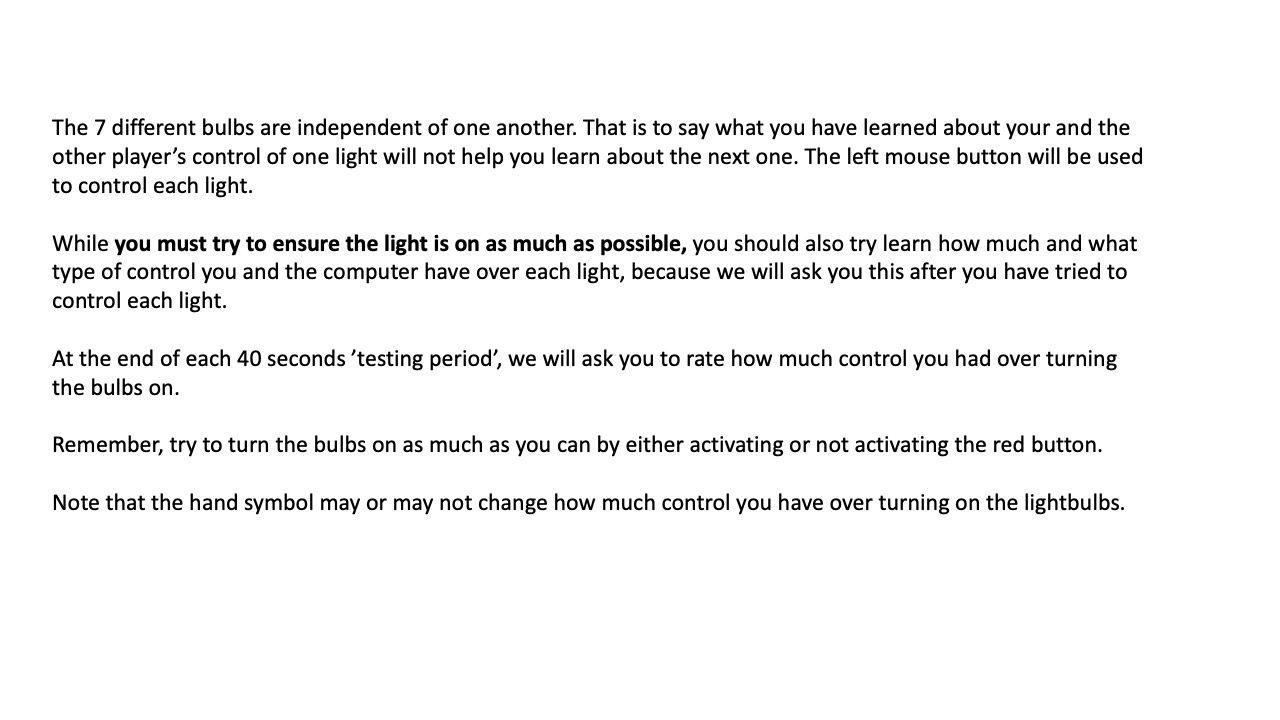 The 7 different bulbs are independent of one another. That is to say what you have learned about your and the
other player’s control of one light will not help you learn about the next one. The left mouse button will be used
to control each light.
While you must try to ensure the light is on as much as possible, you should also try learn how much and what
type of control you and the computer have over each light, because we will ask you this after you have tried to
control each light.
At the end of each 40 seconds ’testing period’, we will ask you to rate how much control you had over turning
the bulbs on.
Remember, try to turn the bulbs on as much as you can by either activating or not activating the red button.
Note that the hand symbol may or may not change how much control you have over turning on the lightbulbs.